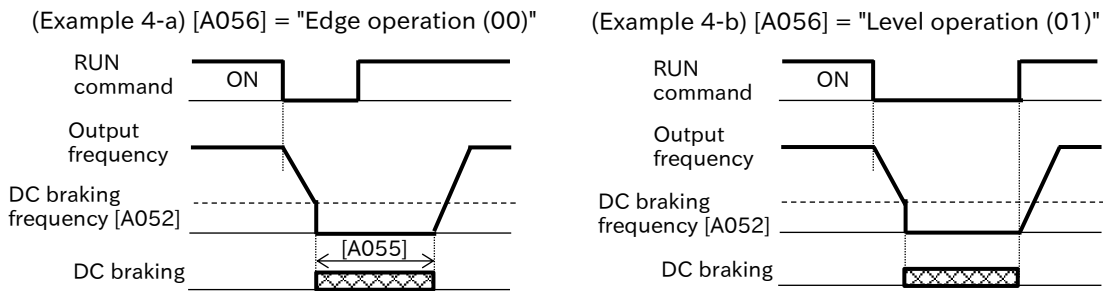 (Example 4-a) [A056] = "Edge operation (00)"
RUN
command
ON
Output
frequency
DC braking
frequency [A052]
[A055]
DC braking
(Example 4-b) [A056] = "Level operation (01)"
RUN
command
ON
Output
frequency
DC braking
frequency [A052]
DC braking